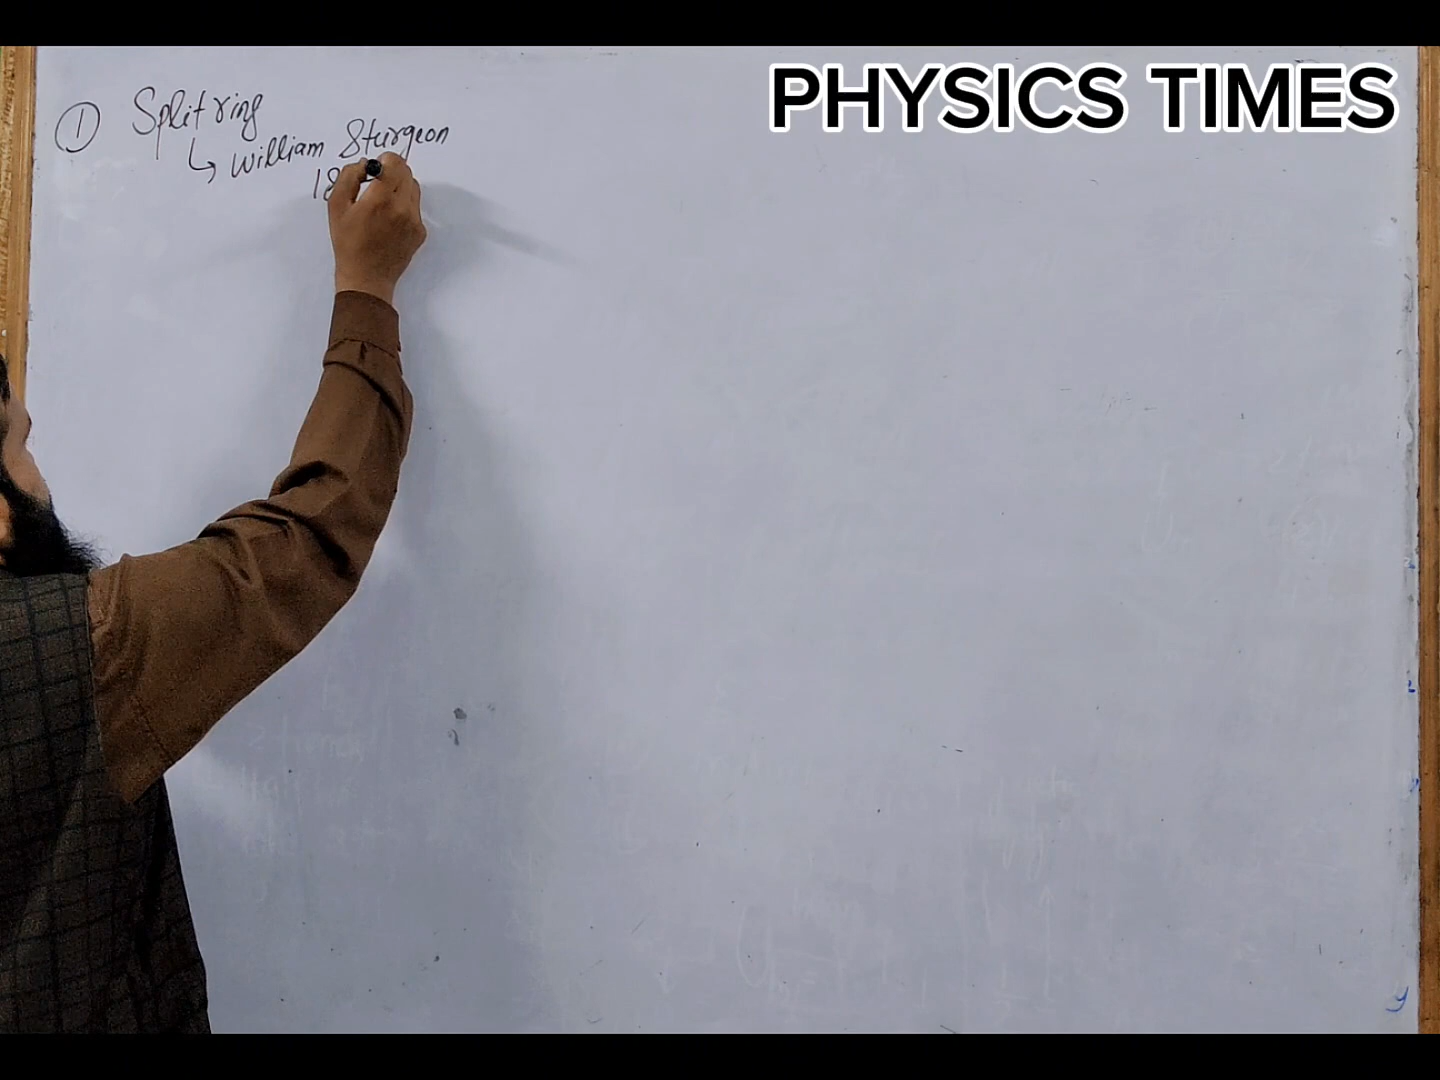 PHYSICS TIMES
① Split ring
↳ William Sturgeon
18